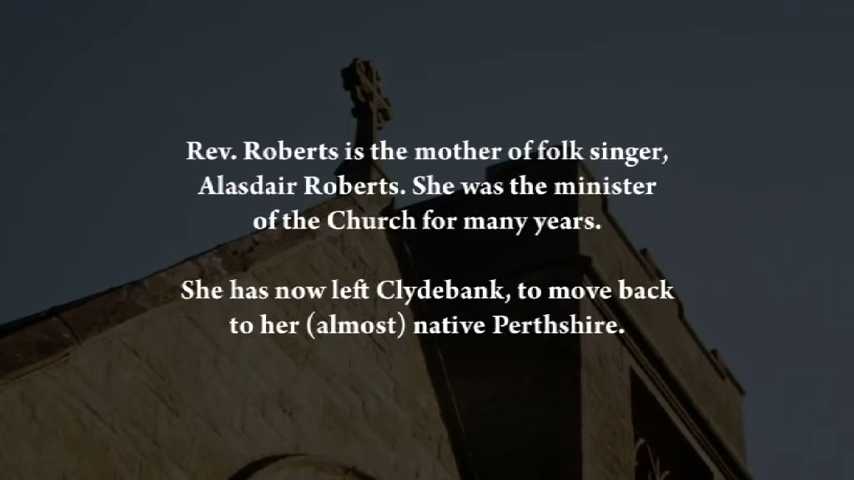 Rev. Roberts is the mother of folk singer,
Alasdair Roberts. She was the minister
of the Church for many years.
She has now left Clydebank, to move back
to her (almost) native Perthshire.